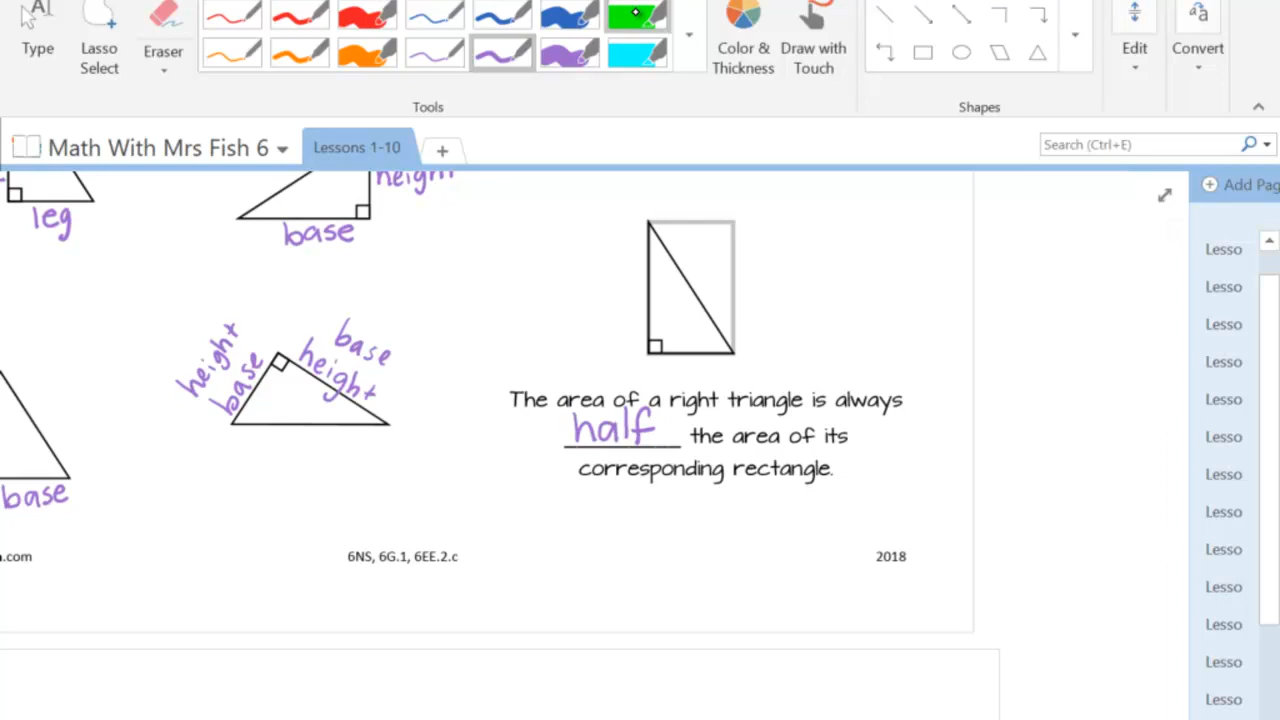 Type
Lasso
Select
Eraser
Color &
Thickness
Draw with
Touch
Edit
Convert
Tools
Shapes
Math With Mrs Fish 6
Lessons 1-10
+
Search (Ctrl+E)
Add Pag
height
leg
base
height
base
base
height
base
The area of a right triangle is always
half the area of its
corresponding rectangle.
.com
6NS, 6G.1, 6EE.2.c
2018
Lesso
Lesso
Lesso
Lesso
Lesso
Lesso
Lesso
Lesso
Lesso
Lesso
Lesso
Lesso
Lesso